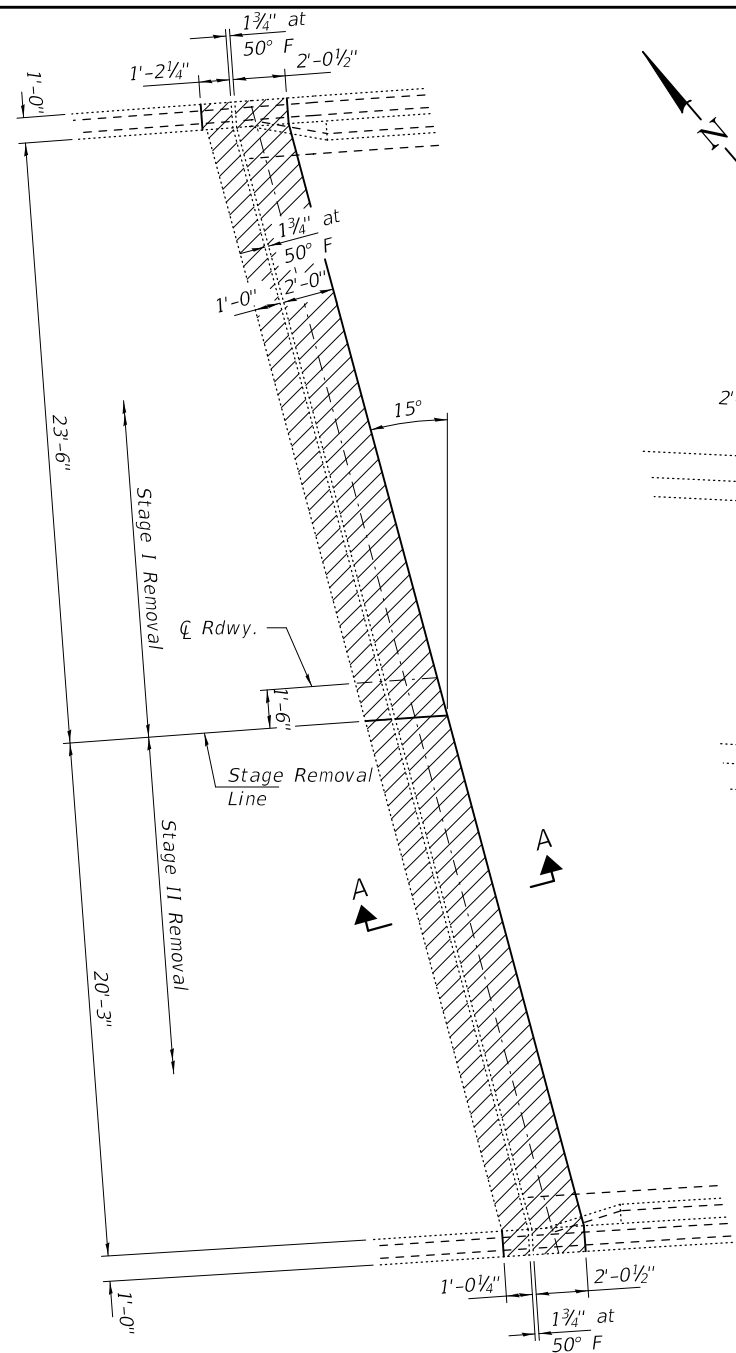 1¾" at
50° F
1'-2¼"
2'-0½"
1'-0"
N
1¾" at
50° F
1'-0"
2'-0"
15°
2'
23'-6"
Stage I Removal
℄ Rdwy.
1'-6"
Stage Removal
Line
Stage II Removal
A
A
20'-3"
1'-0"
1'-0¼"
2'-0½"
1¾" at
50° F